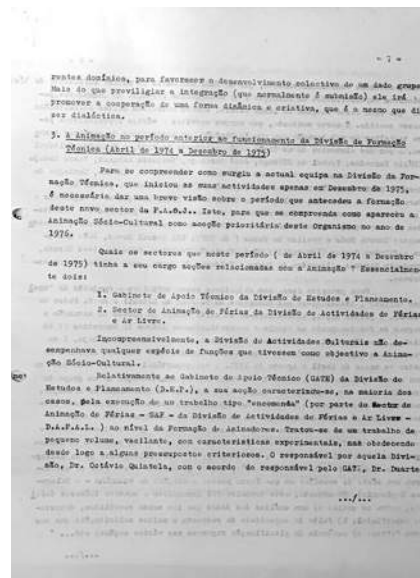 - 7 -
rentes domínios, para favorecer o desenvolvimento colectivo de um dado grupo.
Mais do que previligiar a integração (que normalmente é submissão) ele irá
promover a cooperação de uma forma dinâmica e criativa, que é o mesmo que di
zer dialéctica.
3. A Animação no período anterior ao funcionamento da Divisão de Formação
Técnica (Abril de 1974 a Dezembro de 1975)
Para se compreender como surgiu a actual equipa na Divisão da For-
mação Técnica, que iniciou as suas actividades apenas em Dezembro de 1975,
é necessário dar uma breve visão sobre o período que antecedeu a formação
deste novo sector do F.A.O.J.. Isto, para que se compreenda como apareceu a
Animação Sócio-Cultural como acção prioritária deste Organismo no ano de
1976.
Quais os sectores que neste período ( de Abril de 1974 a Dezembro
de 1975) tinha a seu cargo acções relacionadas com a Animação ? Essencialmen-
te dois:
1. Gabinete de Apoio Técnico da Divisão de Estudos e Planeamento.
2. Sector de Animação de Férias da Divisão de Actividades de Férias
e Ar Livre.
Incompreensivelmente, a Divisão de Actividades Culturais não de-
sempenhava qualquer espécie de funções que tivessem como objectivo a Anima-
ção Sócio-Cultural.
Relativamente ao Gabinete de Apoio Técnico (GATE) da Divisão de
Estudos e Planeamento (D.E.P.), a sua acção caracterizou-se, na maioria dos
casos, pela execução de um trabalho tipo "encomenda" (por parte do Sector de
Animação de Férias - SAF - da Divisão de Actividades de Férias e Ar Livre -
D.A.F.A.L. ) ao nível da Formação de Animadores. Tratou-se de um trabalho de
pequeno volume, vacilante, com características experimentais, mas obedecendo
desde logo a alguns pressupostos criteriosos. O responsável por aquela Divi-
são, Dr. Octávio Quintela, com o acordo do responsável pelo GATE, Dr. Duarte
.../...